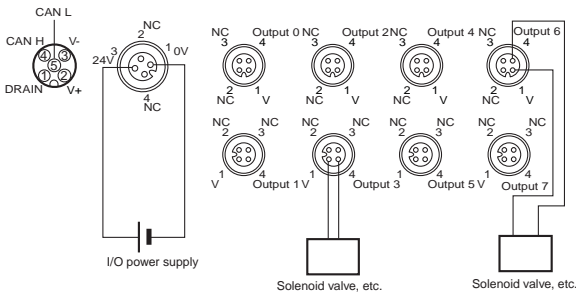 CAN L
CAN H
V-
4
3
5
1
2
DRAIN
V+
NC
2
3
24V
1
0V
4
NC
I/O power supply
NC
3
Output 0
4
2
NC
1
V
NC
3
Output 2
4
2
NC
1
V
NC
3
Output 4
4
2
NC
1
V
NC
3
Output 6
4
2
NC
1
V
NC
2
NC
3
1
V
4
Output 1
NC
2
NC
3
1
V
4
Output 3
NC
2
NC
3
1
4
Output 5
NC
2
NC
3
1
V
4
Output 7
Solenoid valve, etc.
Solenoid valve, etc.